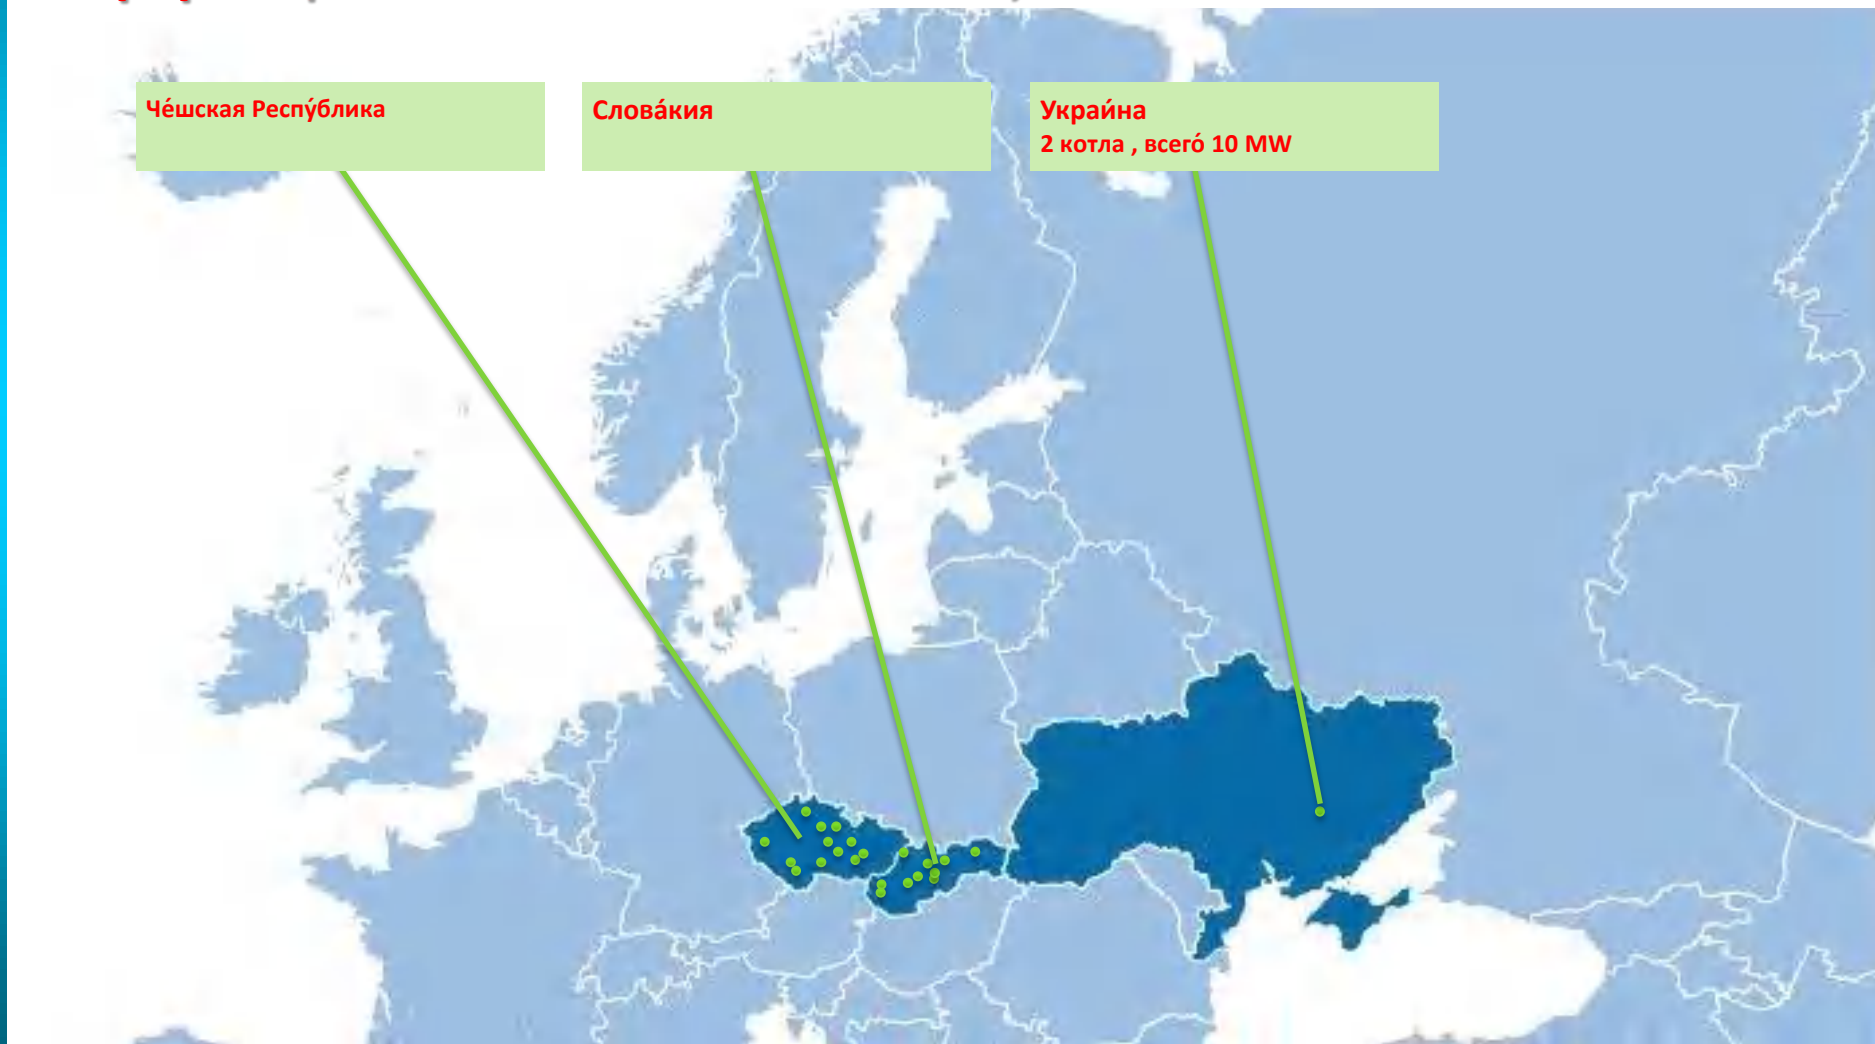 Че́шская Респу́блика
Слова́кия
Украи́на
2 котла , всего́ 10 MW